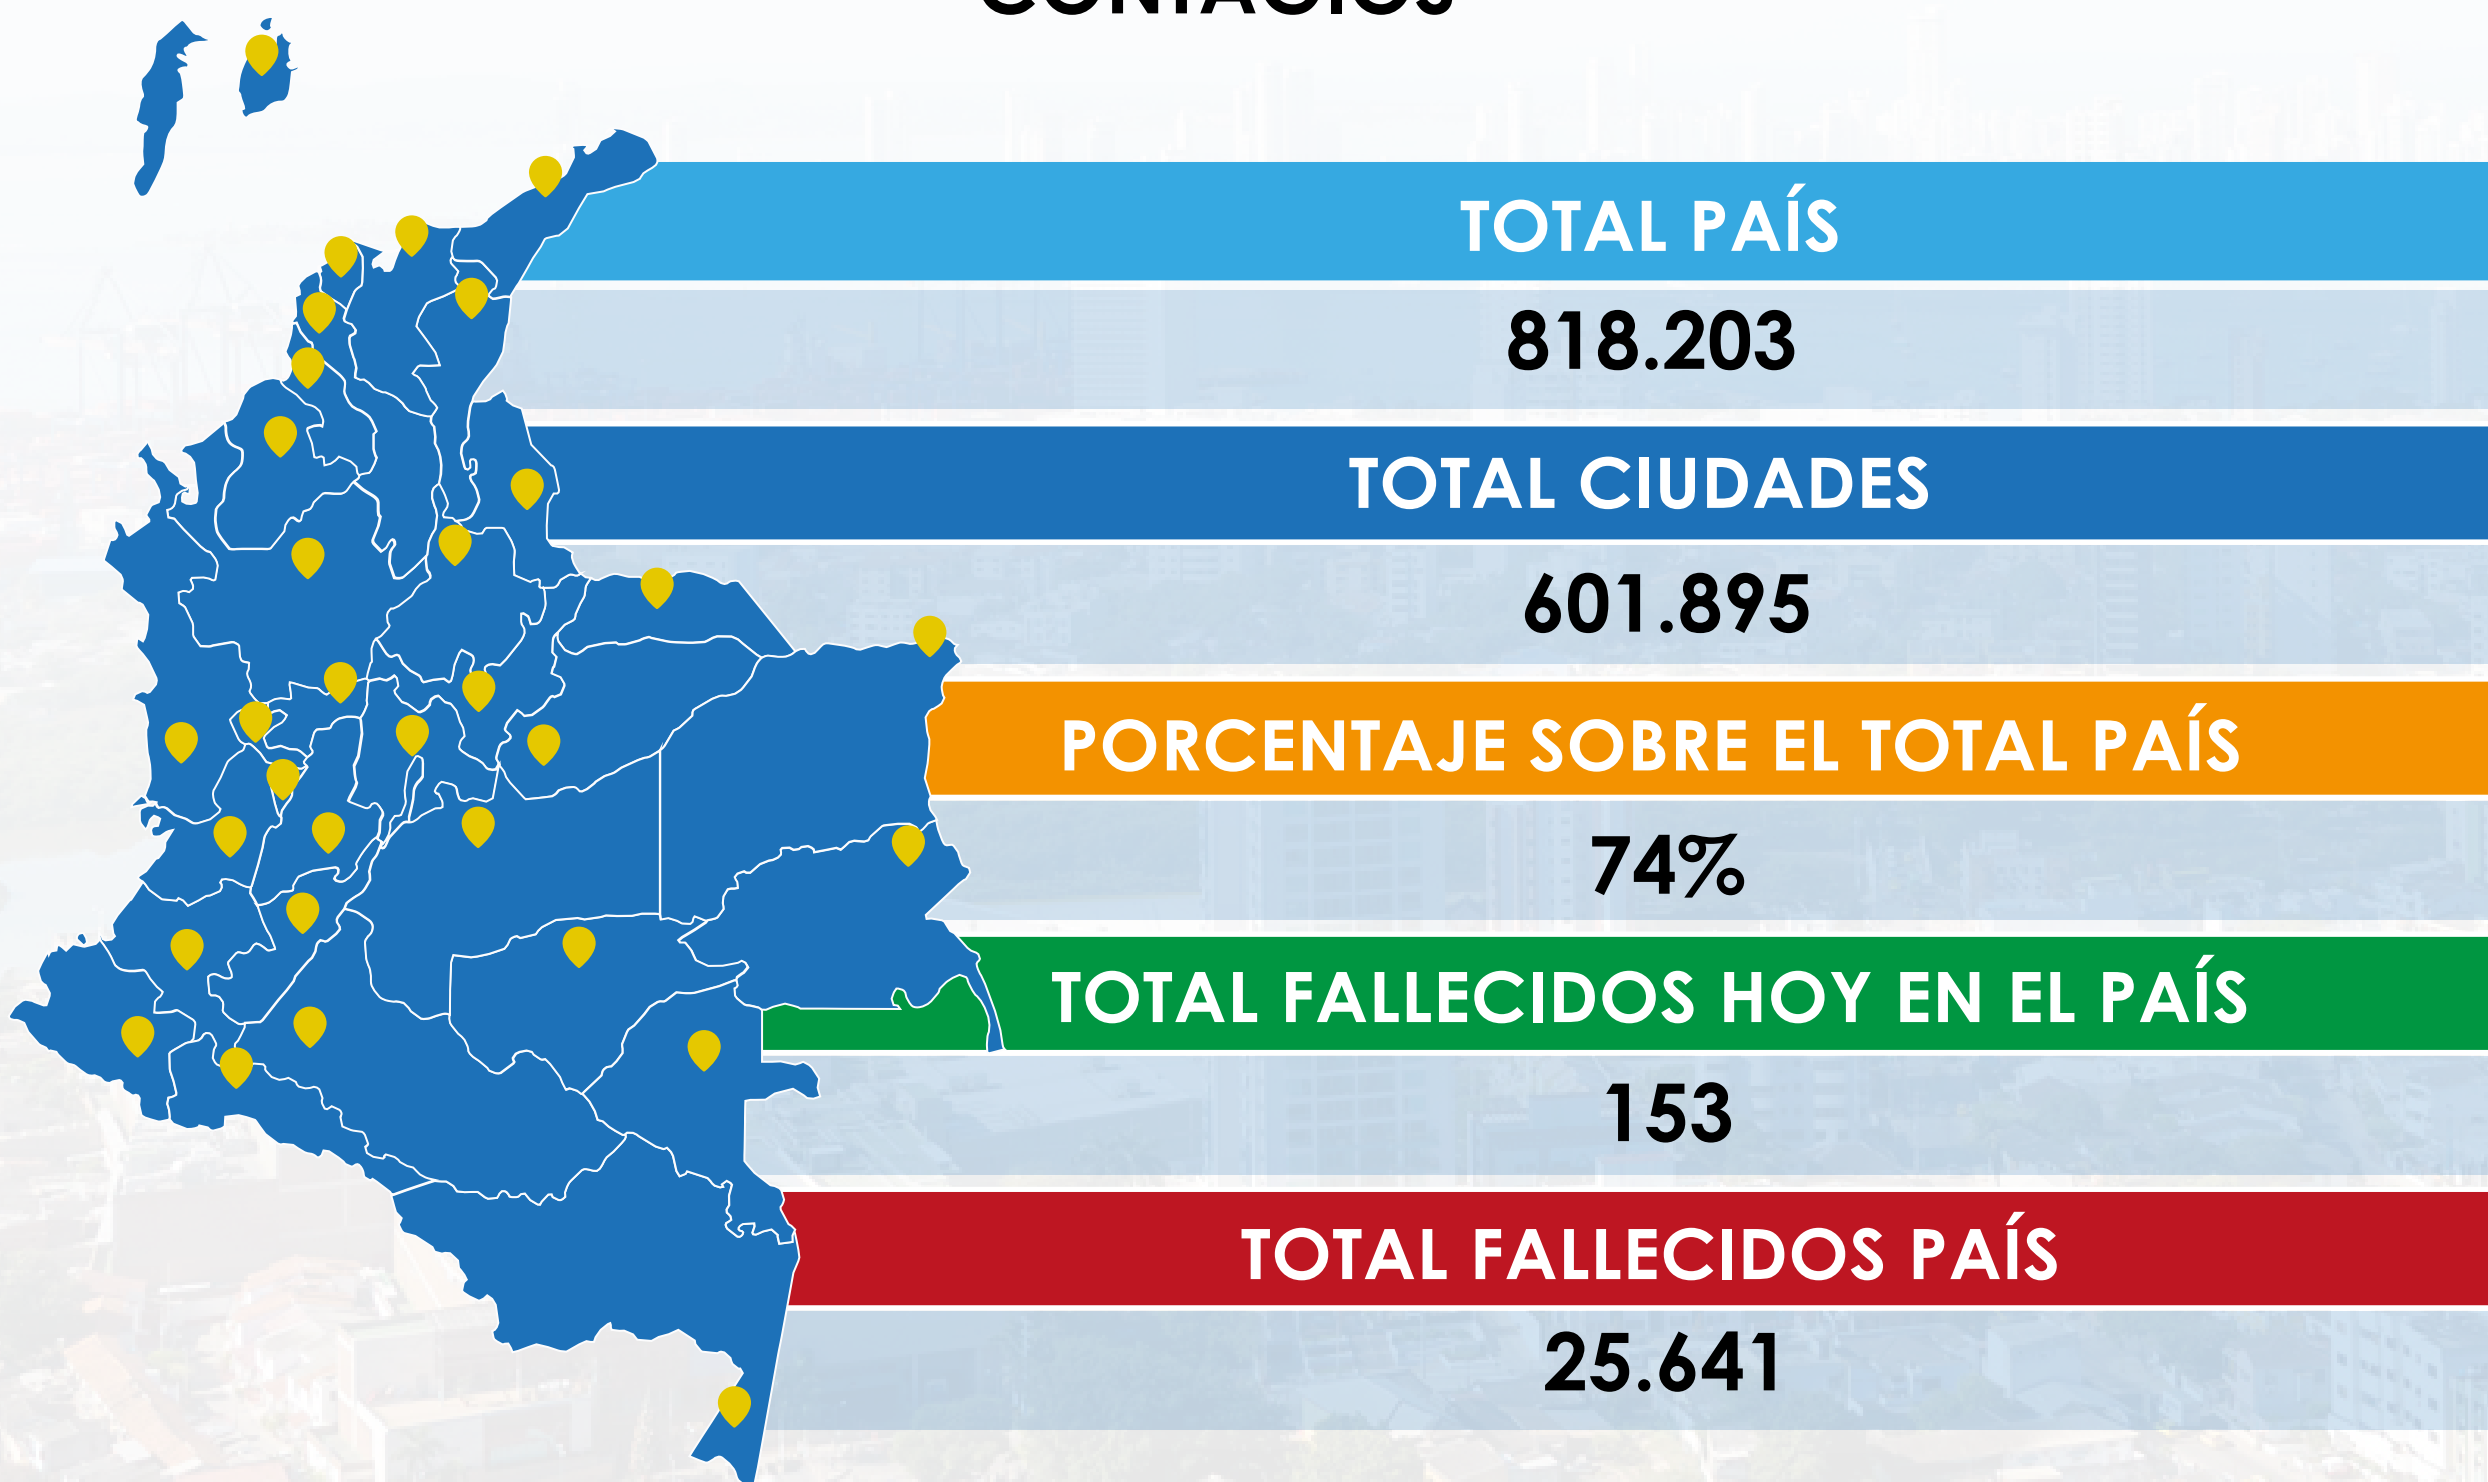 CONTAGIOS
TOTAL PAÍS
818.203
TOTAL CIUDADES
601.895
PORCENTAJE SOBRE EL TOTAL PAÍS
74%
TOTAL FALLECIDOS HOY EN EL PAÍS
153
TOTAL FALLECIDOS PAÍS
25.641